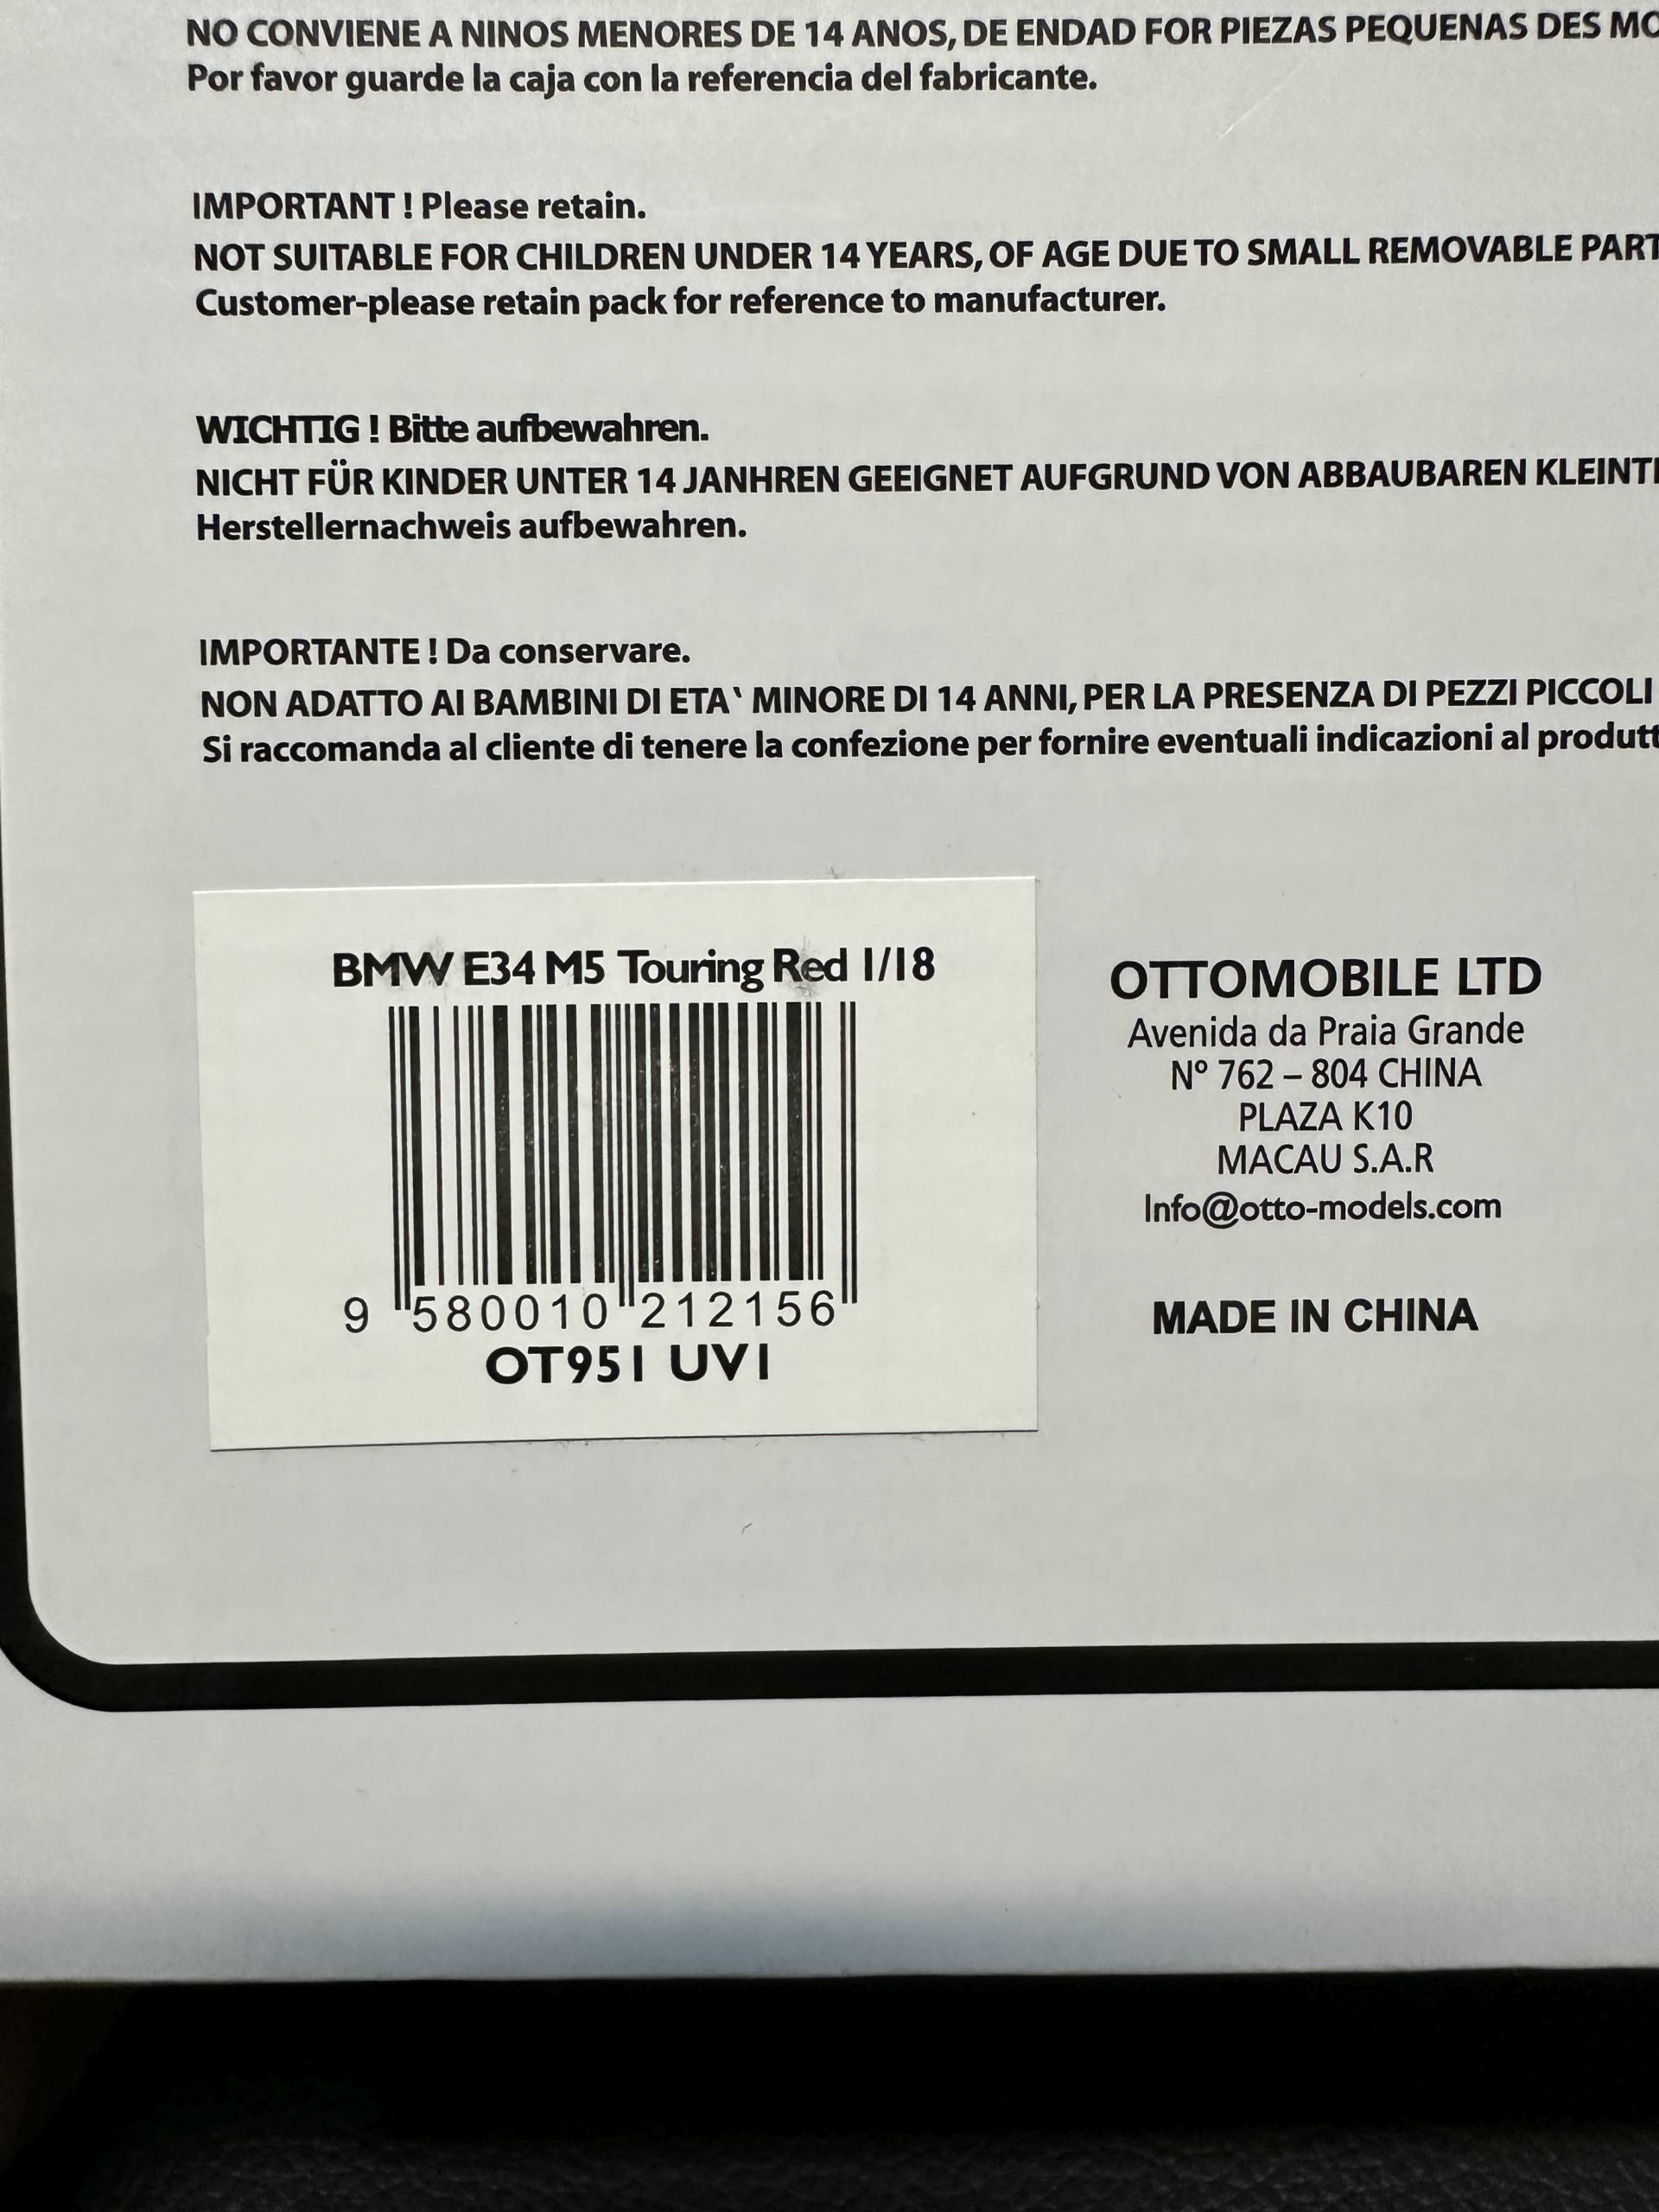 NO CONVIENE A NINOS MENORES DE 14 ANOS, DE ENDAD FOR PIEZAS PEQUENAS DES MO
Por favor guarde la caja con la referencia del fabricante.
IMPORTANT ! Please retain.
NOT SUITABLE FOR CHILDREN UNDER 14 YEARS, OF AGE DUE TO SMALL REMOVABLE PART
Customer-please retain pack for reference to manufacturer.
WICHTIG ! Bitte aufbewahren.
NICHT FÜR KINDER UNTER 14 JANHREN GEEIGNET AUFGRUND VON ABBAUBAREN KLEINT
Herstellernachweis aufbewahren.
IMPORTANTE ! Da conservare.
NON ADATTO AI BAMBINI DI ETA‵ MINORE DI 14 ANNI, PER LA PRESENZA DI PEZZI PICCOLI
Si raccomanda al cliente di tenere la confezione per fornire eventuali indicazioni al produtt
BMW E34 M5 Touring Red 1/18
9 580010 212156
OT951 UV1
OTTOMOBILE LTD
Avenida da Praia Grande
Nº 762 – 804 CHINA
PLAZA K10
MACAU S.A.R
Info@otto-models.com
MADE IN CHINA